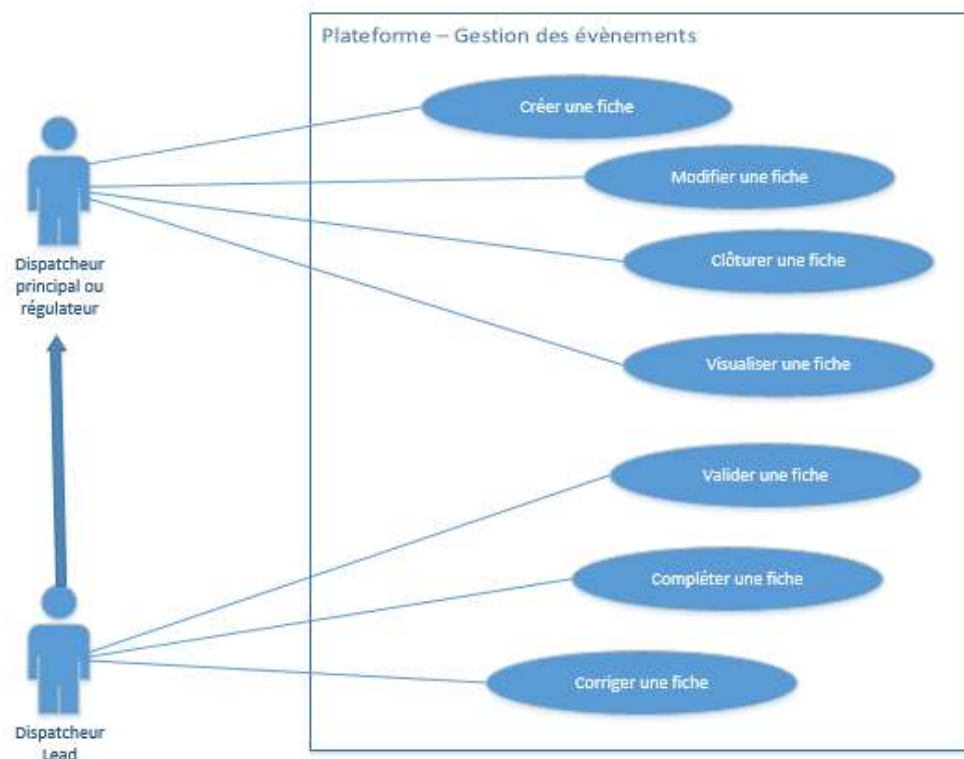 Plateforme – Gestion des évènements
Créer une fiche
Modifier une fiche
Clôturer une fiche
Visualiser une fiche
Valider une fiche
Compléter une fiche
Corriger une fiche
Dispatcheur
principal ou
régulateur
Dispatcheur
Lead